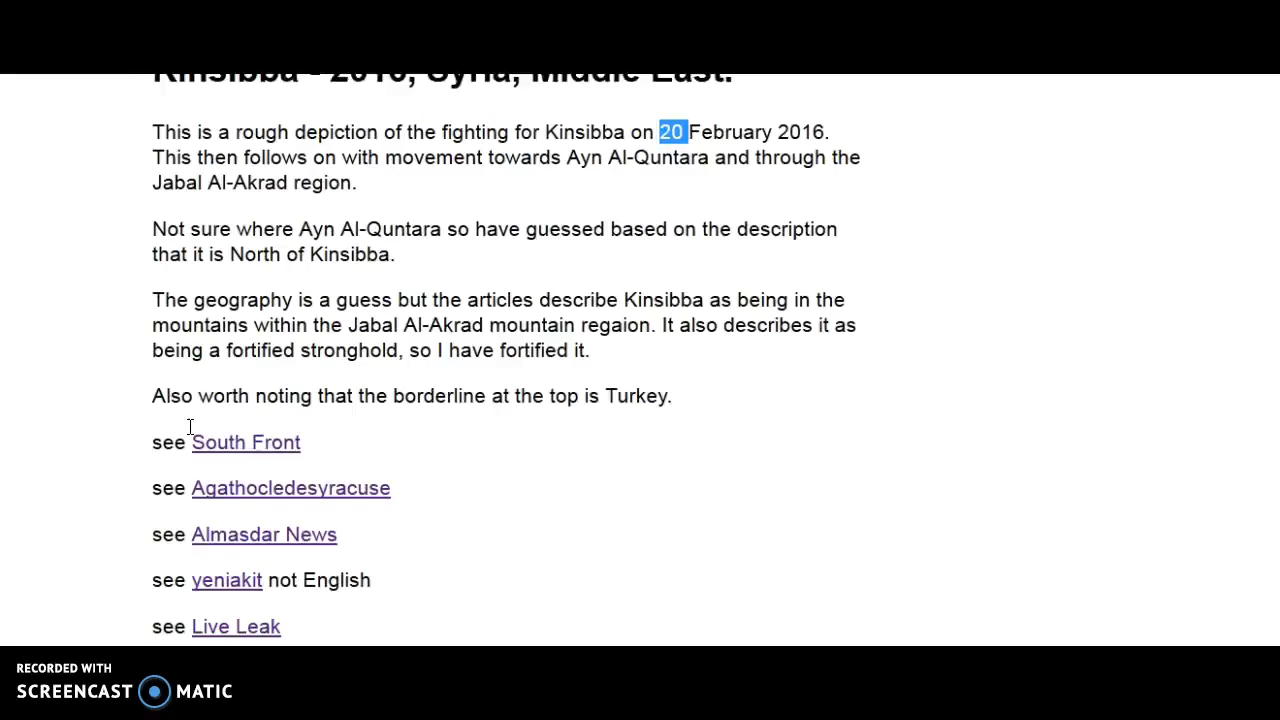 Kinsibba - 2016, Syria, Middle East.
This is a rough depiction of the fighting for Kinsibba on 20 February 2016.
This then follows on with movement towards Ayn Al-Quntara and through the
Jabal Al-Akrad region.
Not sure where Ayn Al-Quntara so have guessed based on the description
that it is North of Kinsibba.
The geography is a guess but the articles describe Kinsibba as being in the
mountains within the Jabal Al-Akrad mountain regaion. It also describes it as
being a fortified stronghold, so I have fortified it.
Also worth noting that the borderline at the top is Turkey.
see South Front
see Agathocledesyracuse
see Almasdar News
see yeniakit not English
see Live Leak
RECORDED WITH
SCREENCAST MATIC